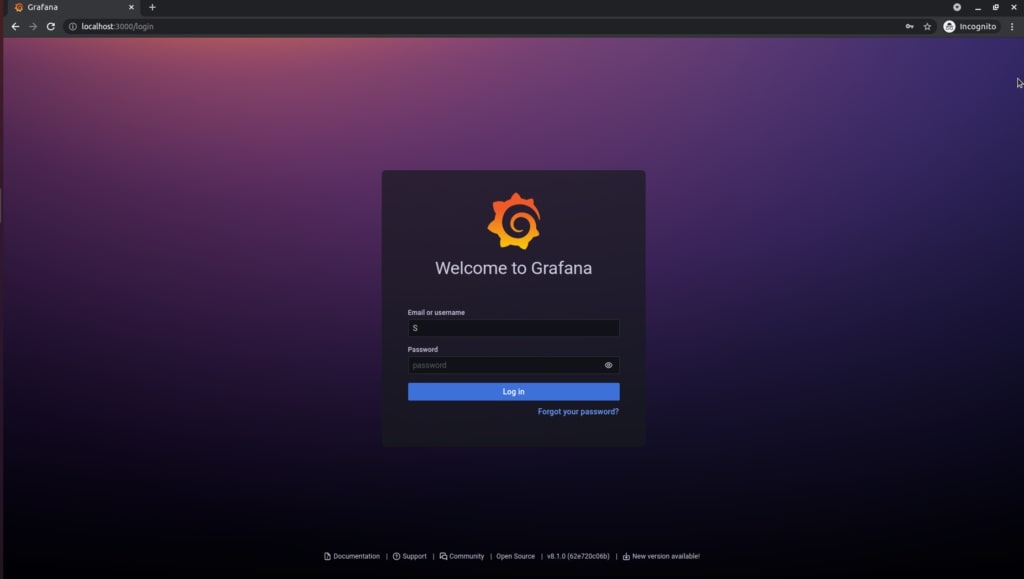 Grafana
localhost:3000/login
Incognito
Welcome to Grafana
Email or username
S
Password
password
Log in
Forgot your password?
Documentation | Support | Community | Open Source | v8.1.0 (62e720c06b) | New version available!